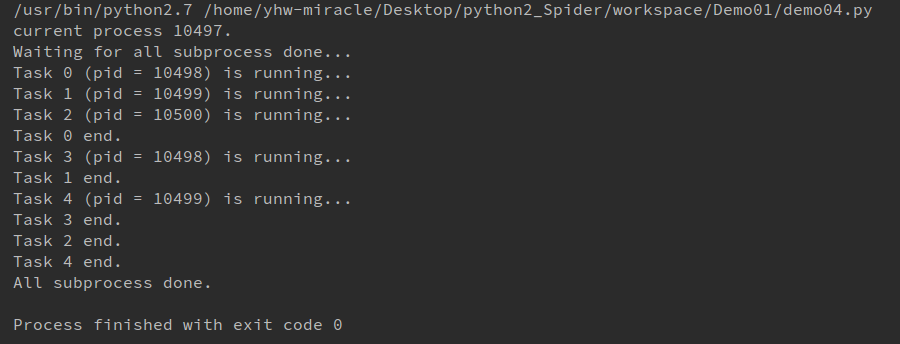 /usr/bin/python2.7 /home/yhw-miracle/Desktop/python2_Spider/workspace/Demo01/demo04.py
current process 10497.
Waiting for all subprocess done...
Task 0 (pid = 10498) is running...
Task 1 (pid = 10499) is running...
Task 2 (pid = 10500) is running...
Task 0 end.
Task 3 (pid = 10498) is running...
Task 1 end.
Task 4 (pid = 10499) is running...
Task 3 end.
Task 2 end.
Task 4 end.
All subprocess done.
Process finished with exit code 0